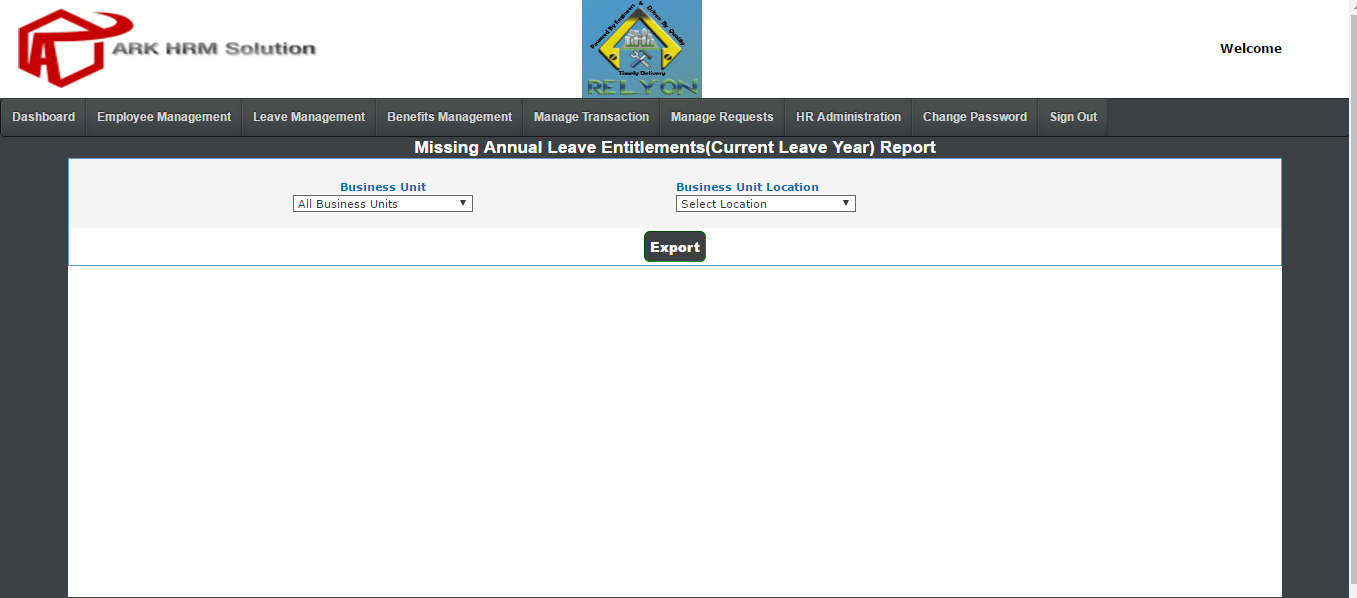 ARK HRM Solution
Powered By Engineers & Driven By Quality
Timely Delivery
RELYON
Welcome
Dashboard Employee Management Leave Management Benefits Management Manage Transaction Manage Requests HR Administration Change Password Sign Out
Missing Annual Leave Entitlements(Current Leave Year) Report
Business Unit Business Unit Location
All Business Units Select Location
Export